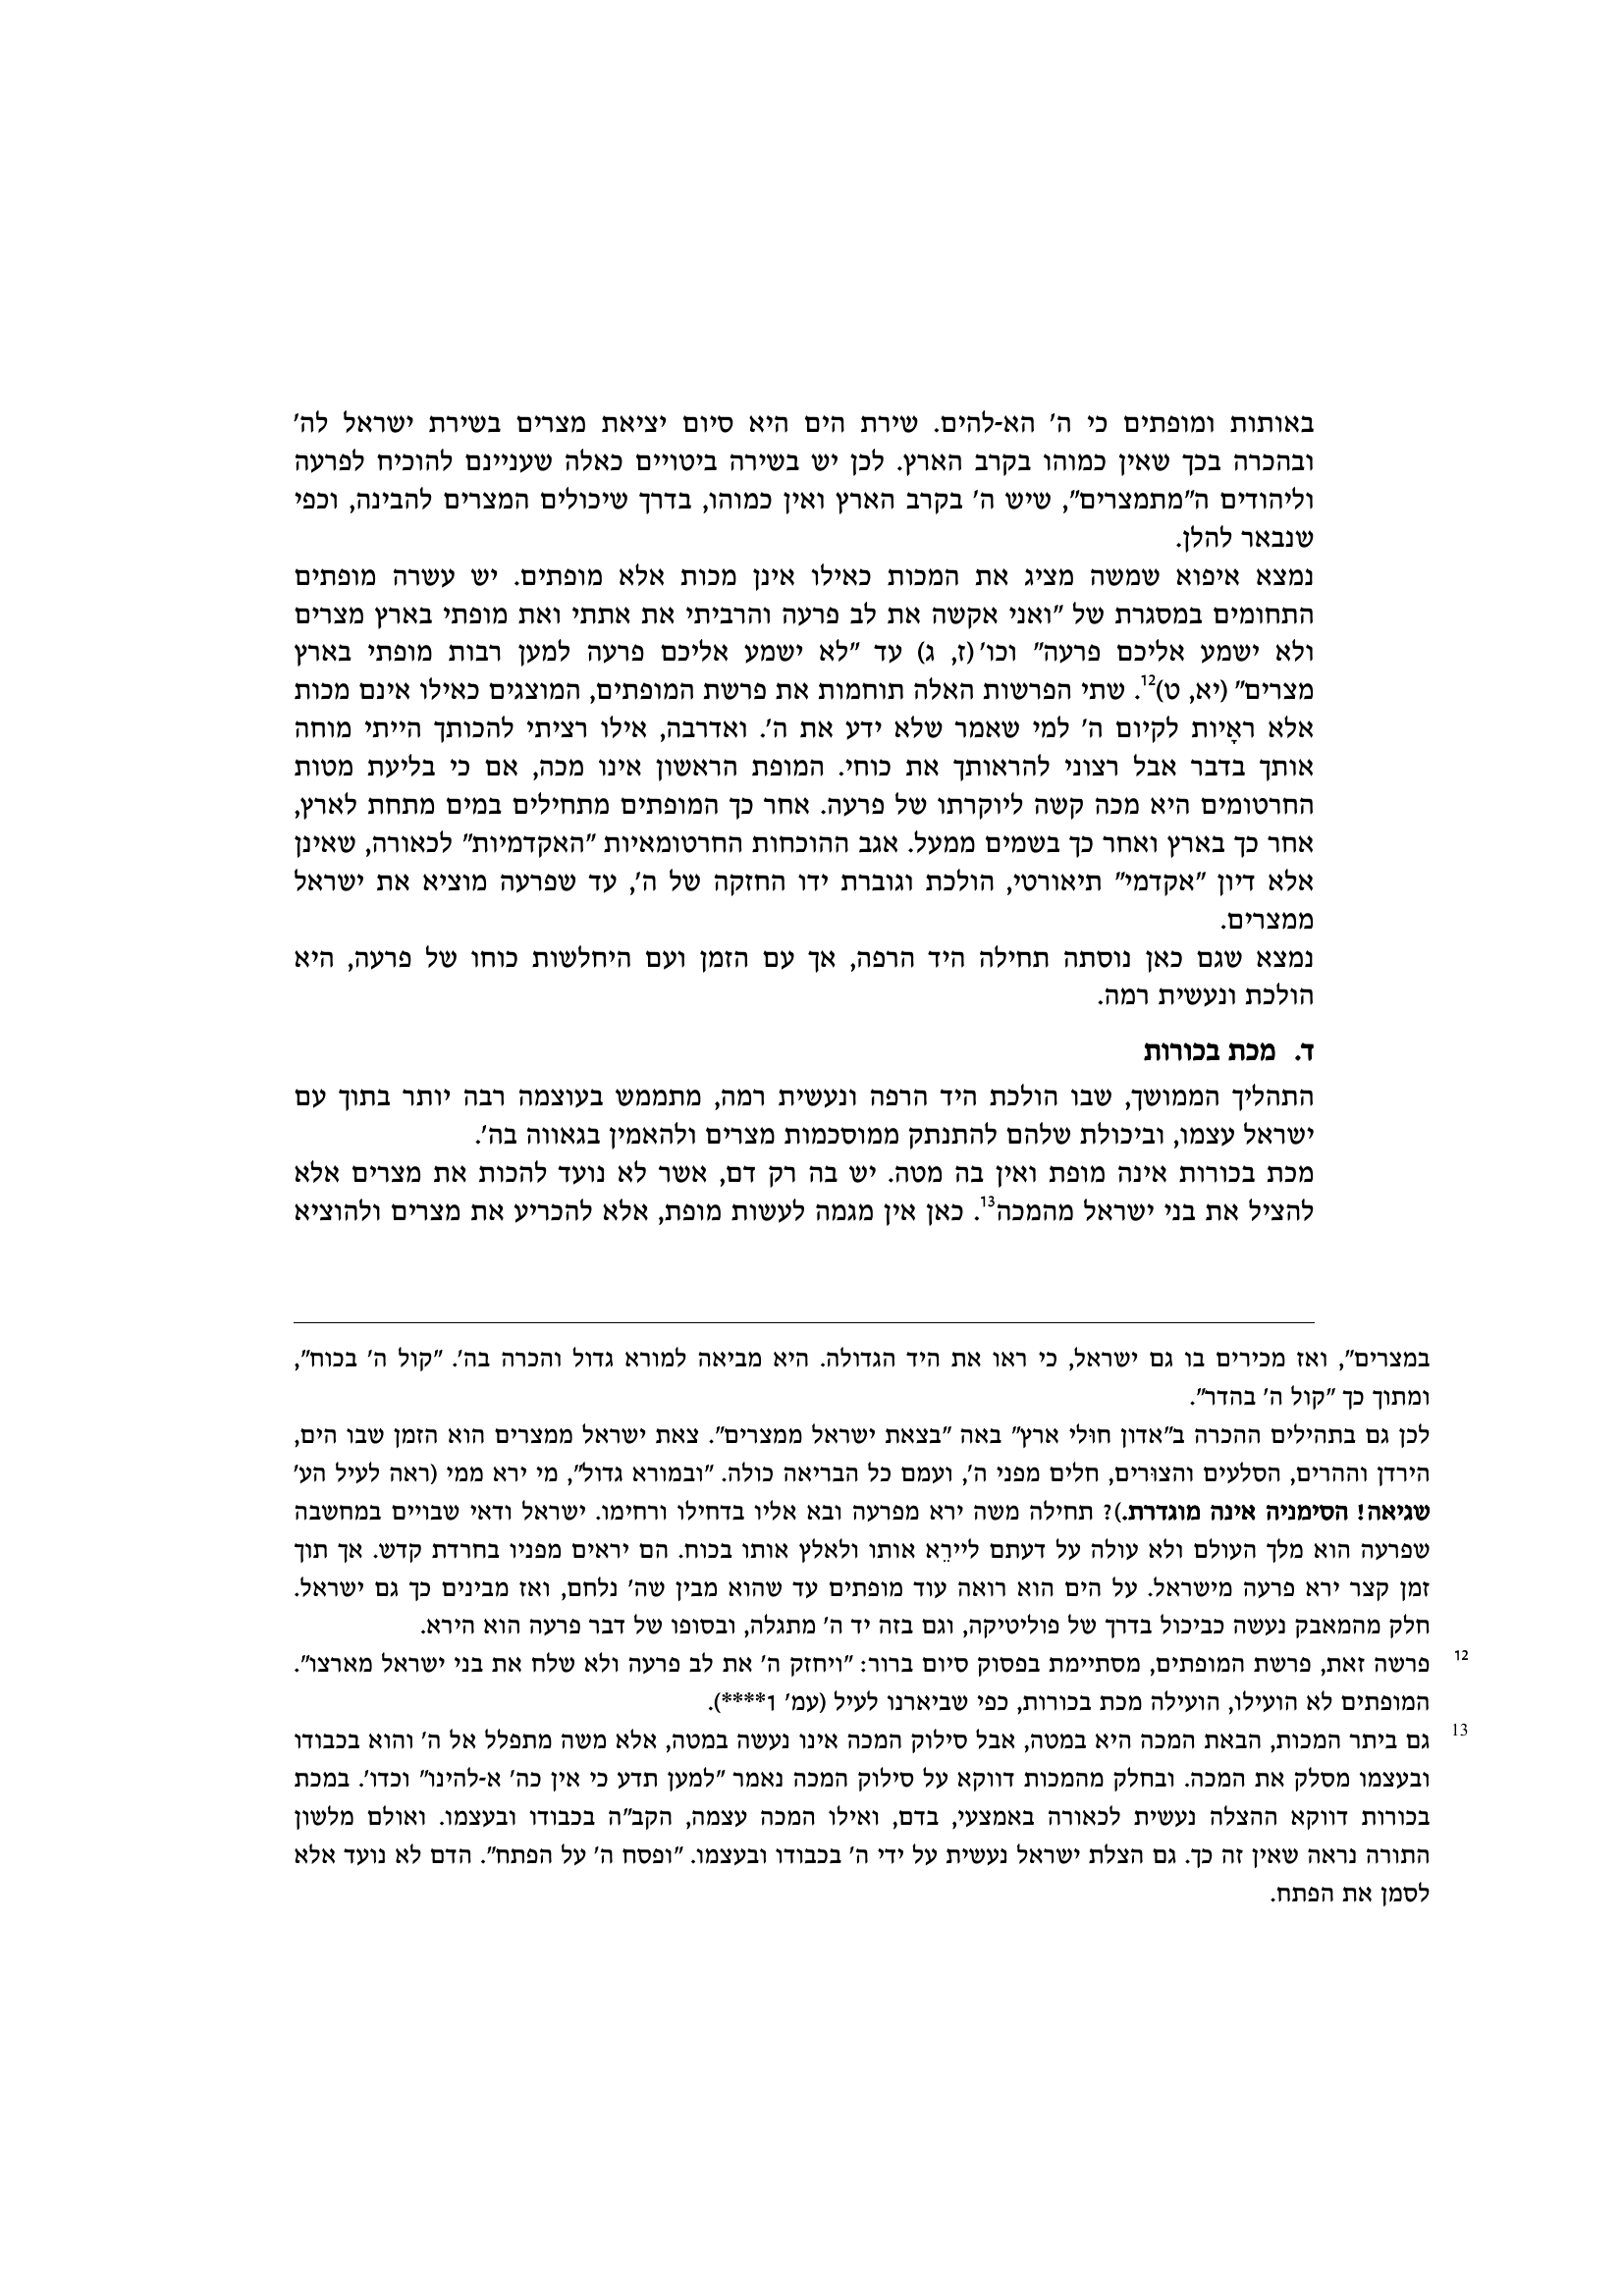 באותות ומופתים כי ה' הא-להים. שירת הים היא סיום יציאת מצרים בשירת ישראל לה'
ובהכרה בכך שאין כמוהו בקרב הארץ. לכן יש בשירה ביטויים כאלה שעניינם להוכיח לפרעה
וליהודים ה"מתמצרים", שיש ה' בקרב הארץ ואין כמוהו, בדרך שיכולים המצרים להבינה, וכפי
שנבאר להלן.
נמצא איפוא שמשה מציג את המכות כאילו אינן מכות אלא מופתים. יש עשרה מופתים
התחומים במסגרת של "ואני אקשה את לב פרעה והרביתי את אתתי ואת מופתי בארץ מצרים
ולא ישמע אליכם פרעה" וכו' (ז, ג) עד "לא ישמע אליכם פרעה למען רבות מופתי בארץ
מצרים" (יא, ט)12. שתי הפרשות האלה תוחמות את פרשת המופתים, המוצגים כאילו אינם מכות
אלא ראָיות לקיום ה' למי שאמר שלא ידע את ה'. ואדרבה, אילו רציתי להכותך הייתי מוחה
אותך בדבר אבל רצוני להראותך את כוחי. המופת הראשון אינו מכה, אם כי בליעת מטות
החרטומים היא מכה קשה ליוקרתו של פרעה. אחר כך המופתים מתחילים במים מתחת לארץ,
אחר כך בארץ ואחר כך בשמים ממעל. אגב ההוכחות החרטומאיות "האקדמיות" לכאורה, שאינן
אלא דיון "אקדמי" תיאורטי, הולכת וגוברת ידו החזקה של ה', עד שפרעה מוציא את ישראל
ממצרים.
נמצא שגם כאן נוסתה תחילה היד הרפה, אך עם הזמן ועם היחלשות כוחו של פרעה, היא
הולכת ונעשית רמה.
ד. מכת בכורות
התהליך הממושך, שבו הולכת היד הרפה ונעשית רמה, מתממש בעוצמה רבה יותר בתוך עם
ישראל עצמו, וביכולת שלהם להתנתק ממוסכמות מצרים ולהאמין בגאווה בה'.
מכת בכורות אינה מופת ואין בה מטה. יש בה רק דם, אשר לא נועד להכות את מצרים אלא
להציל את בני ישראל מהמכה13. כאן אין מגמה לעשות מופת, אלא להכריע את מצרים ולהוציא
במצרים", ואז מכירים בו גם ישראל, כי ראו את היד הגדולה. היא מביאה למורא גדול והכרה בה'. "קול ה' בכוח",
ומתוך כך "קול ה' בהדר".
לכן גם בתהילים ההכרה ב"אדון חוּלי ארץ" באה "בצאת ישראל ממצרים". צאת ישראל ממצרים הוא הזמן שבו הים,
הירדן וההרים, הסלעים והצוּרים, חלים מפני ה', ועמם כל הבריאה כולה. "ובמורא גדול", מי ירא ממי (ראה לעיל הע'
שגיאה! הסימניה אינה מוגדרת.)? תחילה משה ירא מפרעה ובא אליו בדחילו ורחימו. ישראל ודאי שבויים במחשבה
שפרעה הוא מלך העולם ולא עולה על דעתם ליירֵא אותו ולאלץ אותו בכוח. הם יראים מפניו בחרדת קדש. אך תוך
זמן קצר ירא פרעה מישראל. על הים הוא רואה עוד מופתים עד שהוא מבין שה' נלחם, ואז מבינים כך גם ישראל.
חלק מהמאבק נעשה כביכול בדרך של פוליטיקה, וגם בזה יד ה' מתגלה, ובסופו של דבר פרעה הוא הירא.
12 פרשה זאת, פרשת המופתים, מסתיימת בפסוק סיום ברור: "ויחזק ה' את לב פרעה ולא שלח את בני ישראל מארצו".
המופתים לא הועילו, הועילה מכת בכורות, כפי שביארנו לעיל (עמ' ו****).
13 גם ביתר המכות, הבאת המכה היא במטה, אבל סילוק המכה אינו נעשה במטה, אלא משה מתפלל אל ה' והוא בכבודו
ובעצמו מסלק את המכה. ובחלק מהמכות דווקא על סילוק המכה נאמר "למען תדע כי אין כה' א-להינו" וכדו'. במכת
בכורות דווקא ההצלה נעשית לכאורה באמצעי, בדם, ואילו המכה עצמה, הקב"ה בכבודו ובעצמו. ואולם מלשון
התורה נראה שאין זה כך. גם הצלת ישראל נעשית על ידי ה' בכבודו ובעצמו. "ופסח ה' על הפתח". הדם לא נועד אלא
לסמן את הפתח.